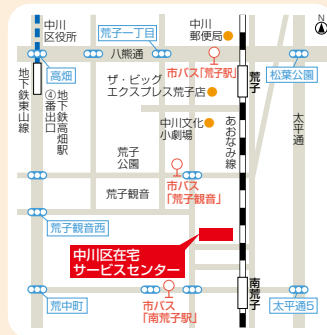 中川
区役所
荒子一丁目
中川
郵便局
N
八熊通
市バス「荒子駅」
高畑
松葉公園
地下鉄東山線
④番出口
地下鉄高畑駅
ザ・ビッグ
エクスプレス荒子店
荒子
中川文化
小劇場
あおなみ線
太平通
荒子
公園
市バス
「荒子観音」
荒子観音
荒子観音西
中川区在宅
サービスセンター
荒中町
市バス
「南荒子駅」
南荒子
太平通5